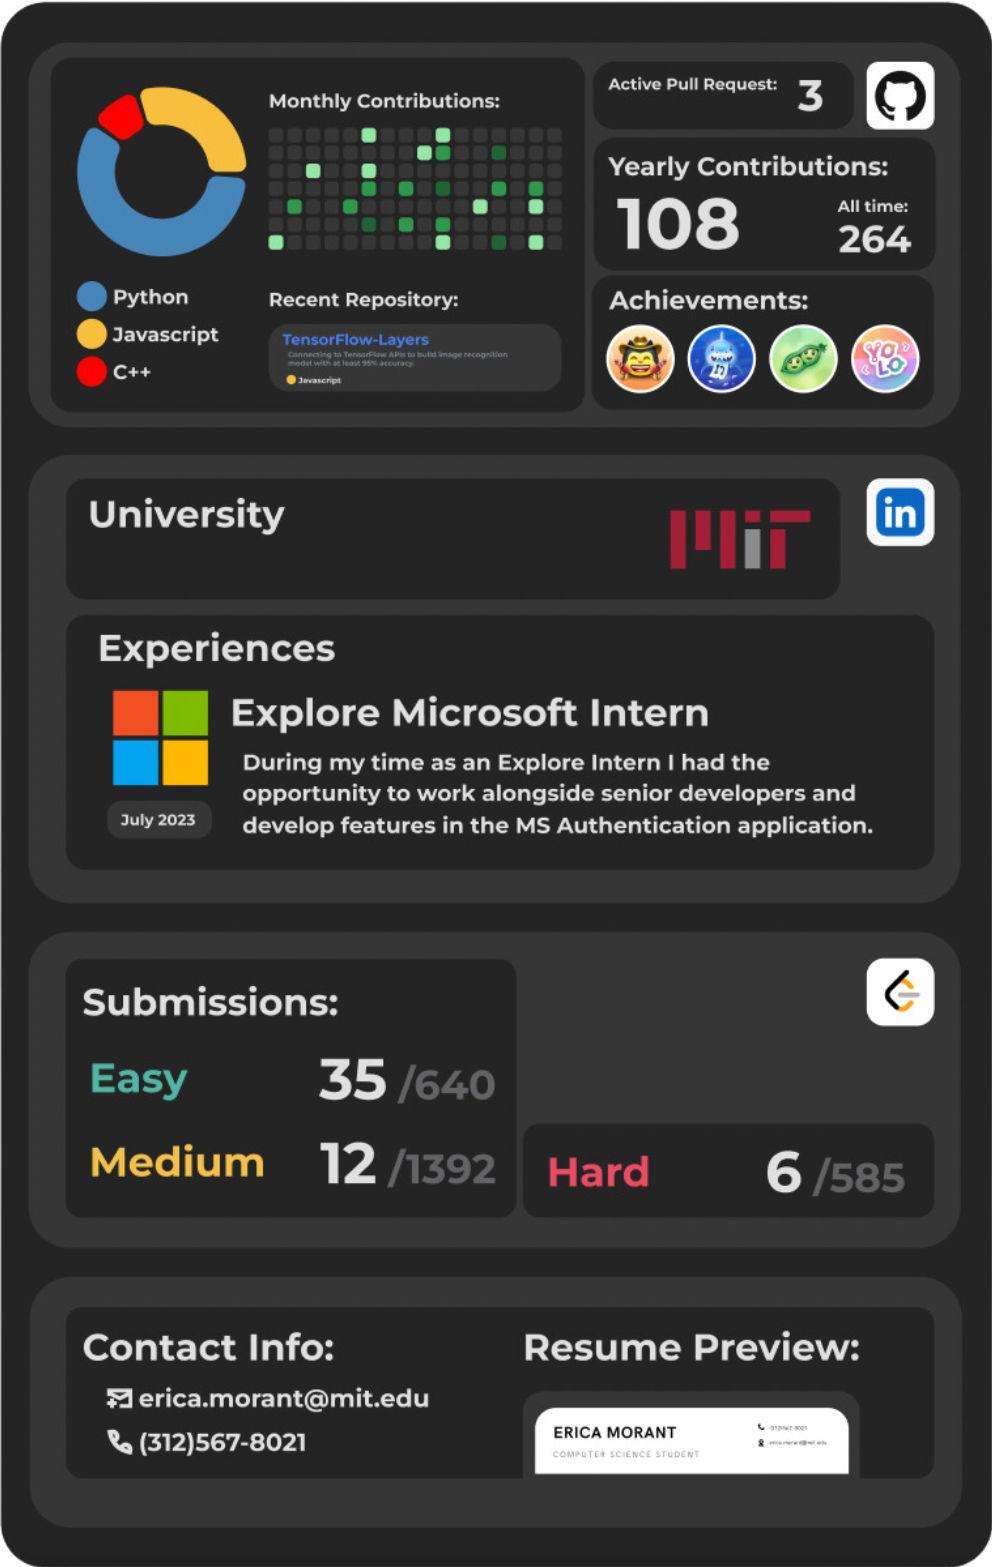 Monthly Contributions:
Python
Javascript
C++
Recent Repository:
TensorFlow-Layers
Connecting to TensorFlow APIs to build image recognition
model with at least 95% accuracy.
Javascript
Active Pull Request: 3
Yearly Contributions:
108
All time:
264
Achievements:
YOLO
University
MIT
in
Experiences
Explore Microsoft Intern
During my time as an Explore Intern I had the
opportunity to work alongside senior developers and
develop features in the MS Authentication application.
July 2023
Submissions:
Easy 35 /640
Medium 12 /1392
Hard 6 /585
Contact Info:
erica.morant@mit.edu
(312)567-8021
Resume Preview:
ERICA MORANT
COMPUTER SCIENCE STUDENT
(312)567-8021
erica.morant@mit.edu